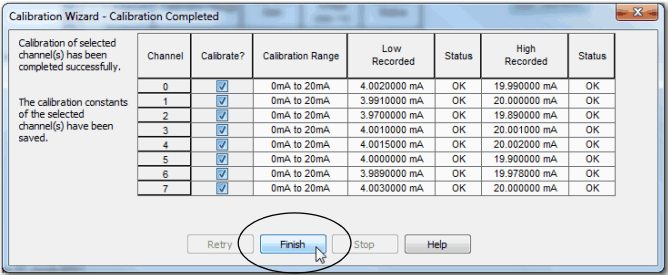 Calibration Wizard - Calibration Completed
Calibration of selected
channel(s) has been
completed successfully.
The calibration constants
of the selected
channel(s) have been
saved.
Channel Calibrate? Calibration Range Low Recorded Status High Recorded Status
0 0mA to 20mA 4.0020000 mA OK 19.990000 mA OK
1 0mA to 20mA 3.9910000 mA OK 20.000000 mA OK
2 0mA to 20mA 3.9700000 mA OK 19.890000 mA OK
3 0mA to 20mA 4.0010000 mA OK 20.001000 mA OK
4 0mA to 20mA 4.0015000 mA OK 20.002000 mA OK
5 0mA to 20mA 4.0000000 mA OK 19.900000 mA OK
6 0mA to 20mA 3.9890000 mA OK 19.978000 mA OK
7 0mA to 20mA 4.0030000 mA OK 20.000000 mA OK
Retry Finish Stop Help